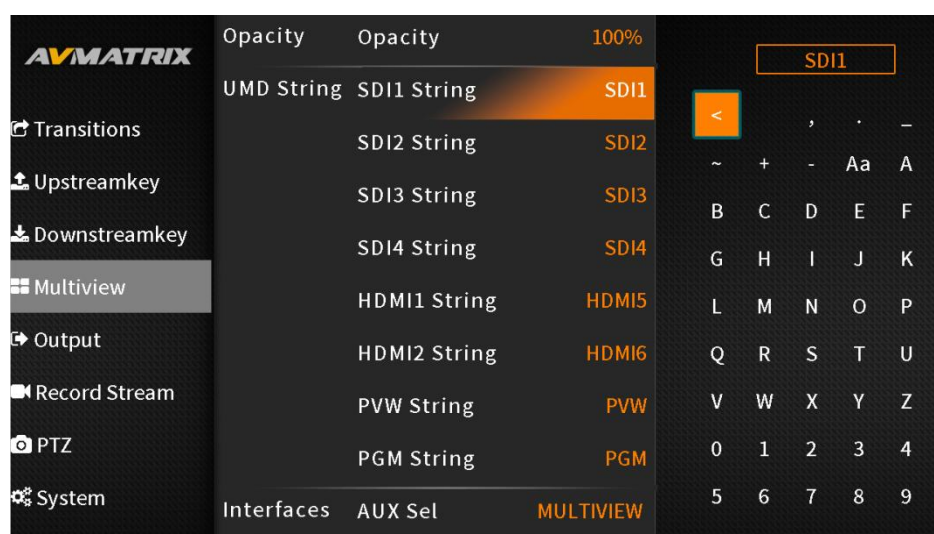 AVMATRIX
Transitions
Upstreamkey
Downstreamkey
Multiview
Output
Record Stream
PTZ
System
Opacity Opacity 100%
UMD String SDI1 String SDI1
SDI2 String SDI2
SDI3 String SDI3
SDI4 String SDI4
HDMI1 String HDMI5
HDMI2 String HDMI6
PVW String PVW
PGM String PGM
Interfaces AUX Sel MULTIVIEW
SDI1
< , . _
~ + - Aa A
B C D E F
G H I J K
L M N O P
Q R S T U
V W X Y Z
0 1 2 3 4
5 6 7 8 9